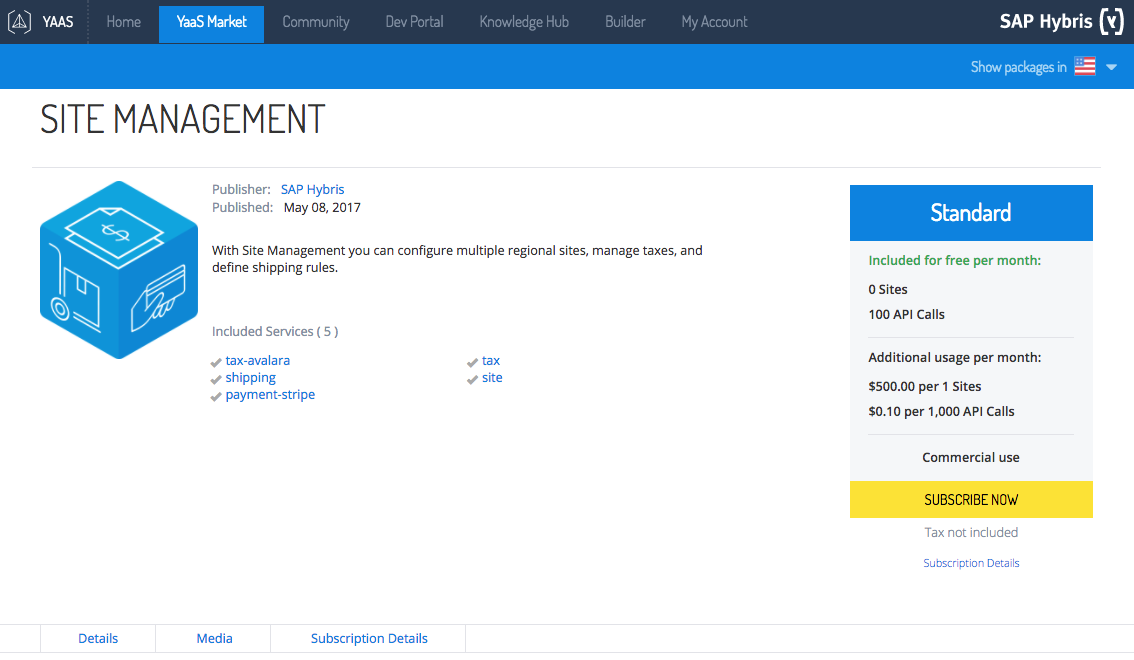 YAAS Home YaaS Market Community Dev Portal Knowledge Hub Builder My Account SAP Hybris (Y)
Show packages in
SITE MANAGEMENT
Publisher: SAP Hybris
Published: May 08, 2017
With Site Management you can configure multiple regional sites, manage taxes, and
define shipping rules.
Included Services ( 5 )
tax-avalara
shipping
payment-stripe
tax
site
Standard
Included for free per month:
0 Sites
100 API Calls
Additional usage per month:
$500.00 per 1 Sites
$0.10 per 1,000 API Calls
Commercial use
SUBSCRIBE NOW
Tax not included
Subscription Details
Details Media Subscription Details